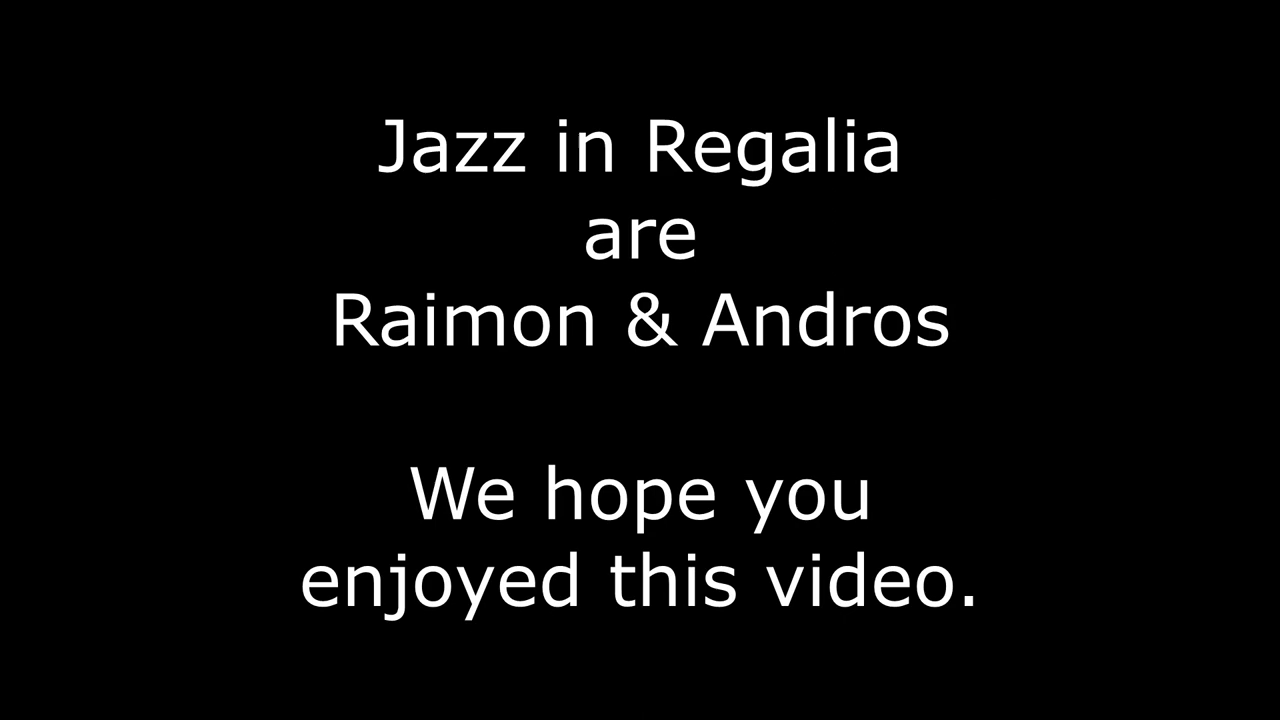 Jazz in Regalia
are
Raimon & Andros
We hope you
enjoyed this video.